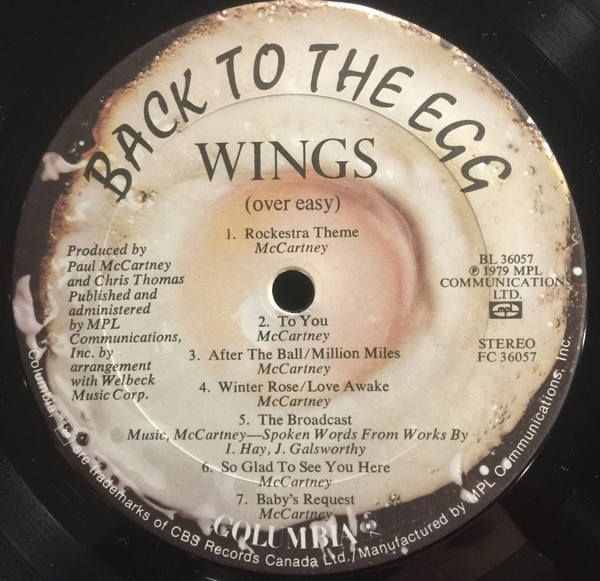 BACK TO THE EGG
WINGS
(over easy)
1. Rockestra Theme
McCartney
Produced by
Paul McCartney
and Chris Thomas
Published and
administered
by MPL
Communications,
Inc. by
arrangement
with Welbeck
Music Corp.
BL 36057
℗ 1979 MPL
COMMUNICATIONS
LTD.
mpl
STEREO
FC 36057
2. To You
McCartney
3. After The Ball/Million Miles
McCartney
4. Winter Rose/Love Awake
McCartney
5. The Broadcast
Music, McCartney—Spoken Words From Works By
I. Hay, J. Galsworthy
6. So Glad To See You Here
McCartney
7. Baby's Request
McCartney
COLUMBIA
Columbia are trademarks of CBS Records Canada Ltd./Manufactured by MPL Communications, Inc.